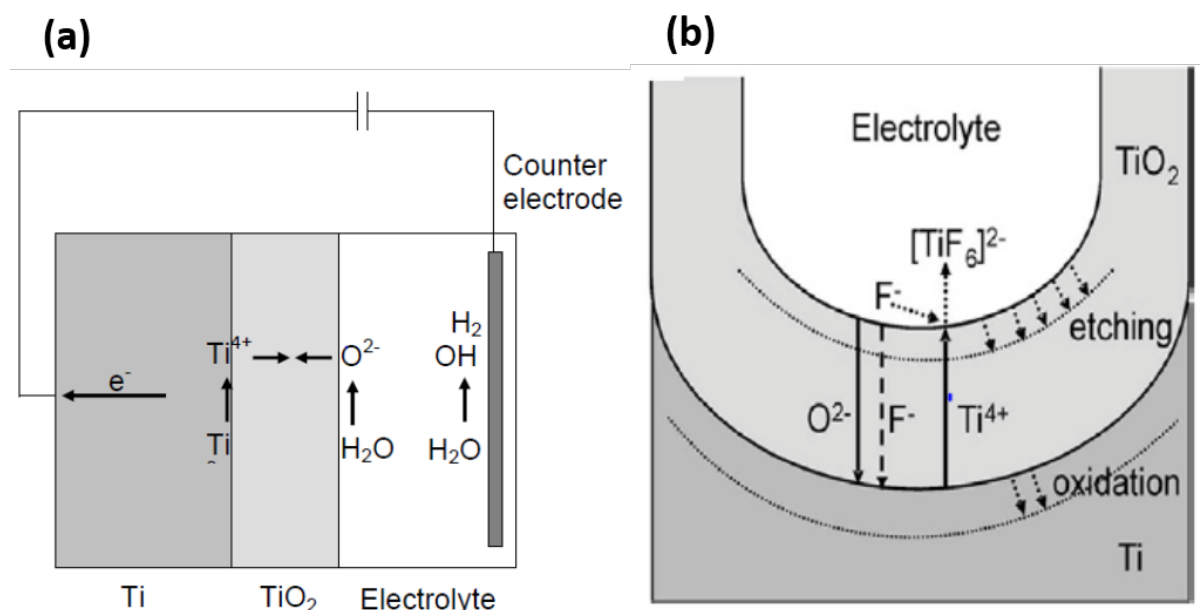 (a)
Counter
electrode
H₂
Ti⁴⁺ O²⁻ OH
e⁻
Ti H₂O H₂O
Ti TiO₂ Electrolyte
(b)
Electrolyte
TiO₂
[TiF₆]²⁻
F⁻
etching
O²⁻ F⁻ Ti⁴⁺
oxidation
Ti